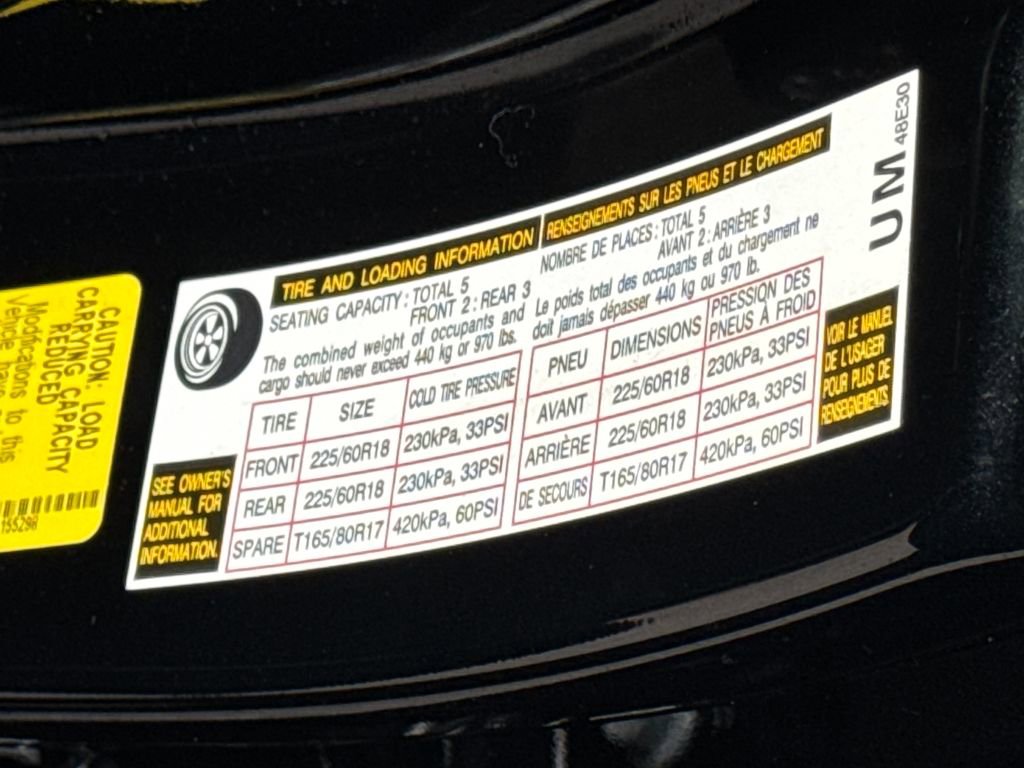 CAUTION: LOAD
CARRYING CAPACITY
REDUCED
Modifications to this
155298
TIRE AND LOADING INFORMATION
SEATING CAPACITY : TOTAL 5
FRONT 2 : REAR 3
The combined weight of occupants and
cargo should never exceed 440 kg or 970 lbs.
TIRE SIZE COLD TIRE PRESSURE
FRONT 225/60R18 230kPa, 33PSI
REAR 225/60R18 230kPa, 33PSI
SPARE T165/80R17 420kPa, 60PSI
SEE OWNER'S
MANUAL FOR
ADDITIONAL
INFORMATION.
RENSEIGNEMENTS SUR LES PNEUS ET LE CHARGEMENT
NOMBRE DE PLACES : TOTAL 5
AVANT 2 : ARRIÈRE 3
Le poids total des occupants et du chargement ne
doit jamais dépasser 440 kg ou 970 lb.
PNEU DIMENSIONS PRESSION DES
PNEUS À FROID
AVANT 225/60R18 230kPa, 33PSI
ARRIÈRE 225/60R18 230kPa, 33PSI
DE SECOURS T165/80R17 420kPa, 60PSI
VOIR LE MANUEL
DE L'USAGER
POUR PLUS DE
RENSEIGNEMENTS.
UM 48E30